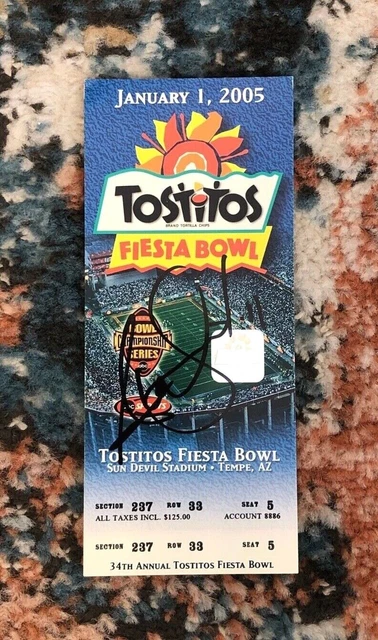 JANUARY 1, 2005
TOSTITOS
BRAND TORTILLA CHIPS
FIESTA BOWL
BOWL
CHAMPIONSHIP
SERIES
TOSTITOS FIESTA BOWL
SUN DEVIL STADIUM • TEMPE, AZ
SECTION 237 ROW 33 SEAT 5
ALL TAXES INCL. $125.00 ACCOUNT 8886
SECTION 237 ROW 33 SEAT 5
34TH ANNUAL TOSTITOS FIESTA BOWL